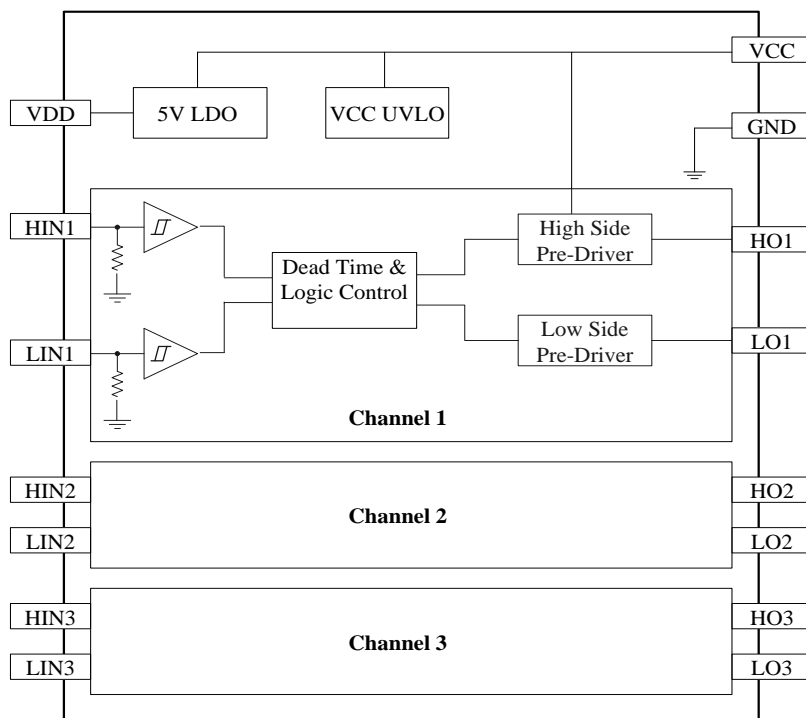 VCC
VDD
5V LDO
VCC UVLO
GND
HIN1
High Side
Pre-Driver
HO1
Dead Time &
Logic Control
LIN1
Low Side
Pre-Driver
LO1
Channel 1
HIN2
HO2
Channel 2
LIN2
LO2
HIN3
HO3
Channel 3
LIN3
LO3